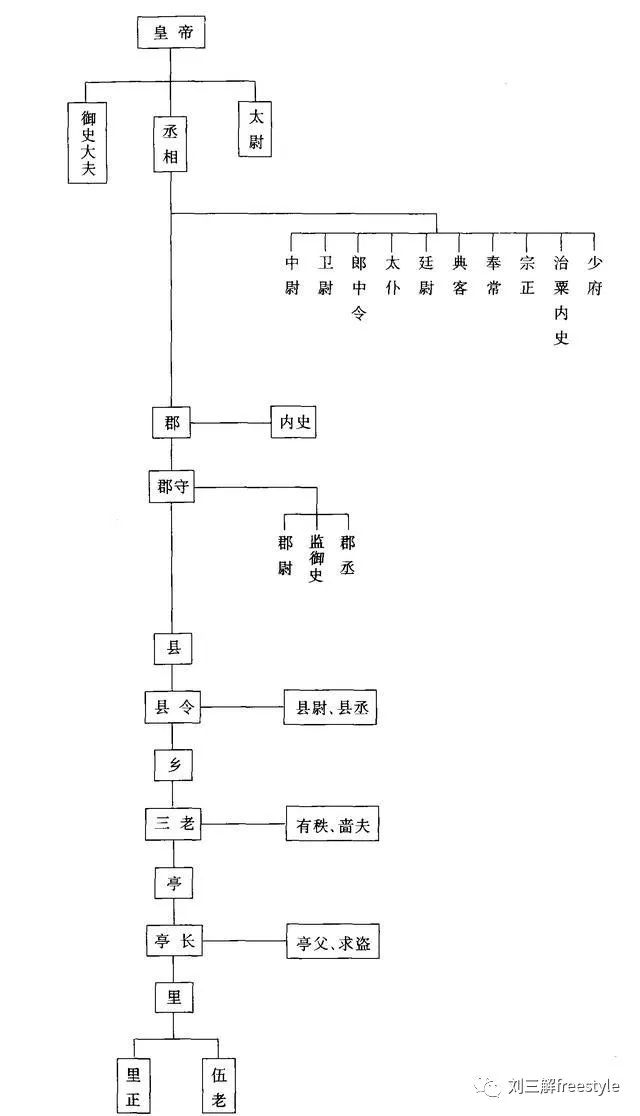 皇帝
御史大夫
丞相
太尉
中尉
卫尉
郎中令
太仆
廷尉
典客
奉常
宗正
治粟内史
少府
郡
内史
郡守
郡尉
监御史
郡丞
县
县令
县尉、县丞
乡
三老
有秩、啬夫
亭
亭长
亭父、求盗
里
里正
伍老
刘三解freestyle